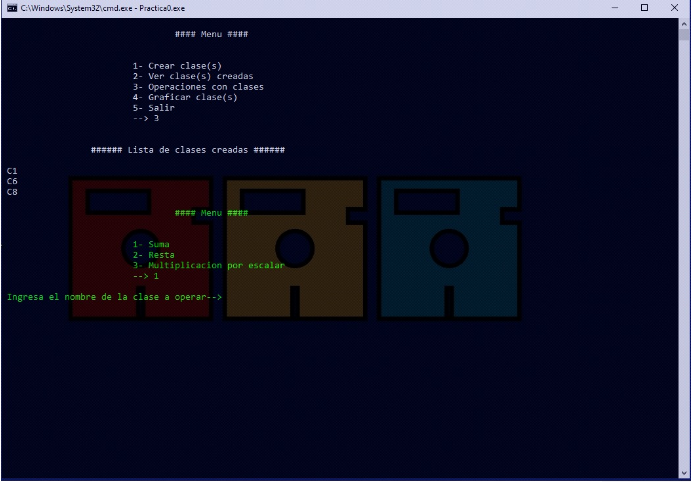 C:\Windows\System32\cmd.exe - Practica0.exe
#### Menu ####
1- Crear clase(s)
2- Ver clase(s) creadas
3- Operaciones con clases
4- Graficar clase(s)
5- Salir
--> 3
###### Lista de clases creadas ######
C1
C6
C8
#### Menu ####
1- Suma
2- Resta
3- Multiplicacion por escalar
--> 1
Ingresa el nombre de la clase a operar-->